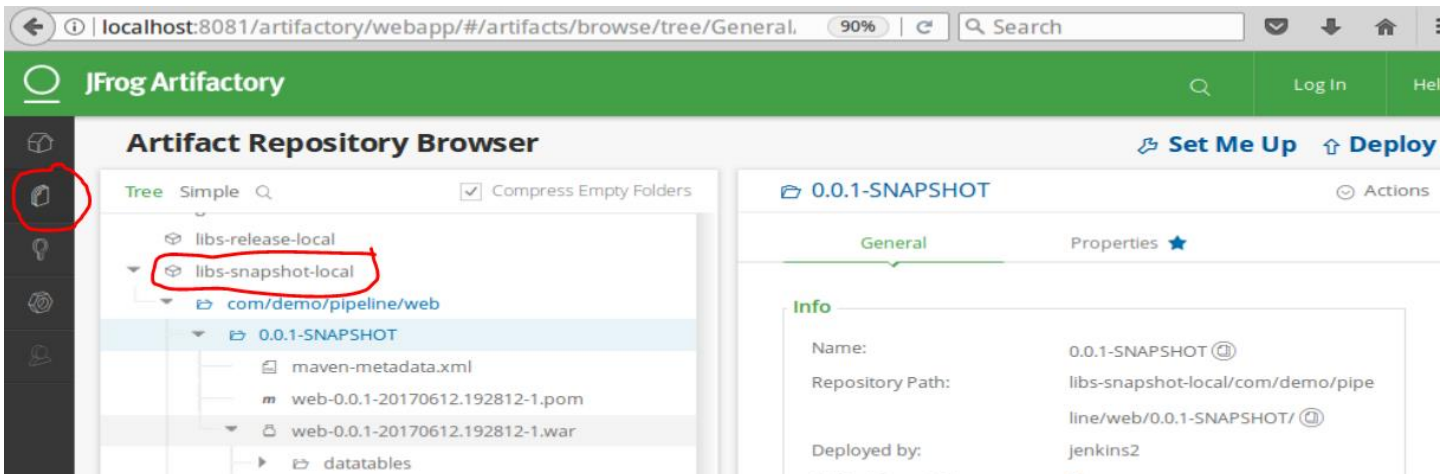 localhost:8081/artifactory/webapp/#/artifacts/browse/tree/General. 90% Search
JFrog Artifactory Log In Hel
Artifact Repository Browser Set Me Up Deploy
Tree Simple Compress Empty Folders
0.0.1-SNAPSHOT Actions
libs-release-local
General Properties
libs-snapshot-local
com/demo/pipeline/web
Info
0.0.1-SNAPSHOT
Name: 0.0.1-SNAPSHOT
maven-metadata.xml
Repository Path: libs-snapshot-local/com/demo/pipe
line/web/0.0.1-SNAPSHOT/
web-0.0.1-20170612.192812-1.pom
web-0.0.1-20170612.192812-1.war
Deployed by: jenkins2
datatables